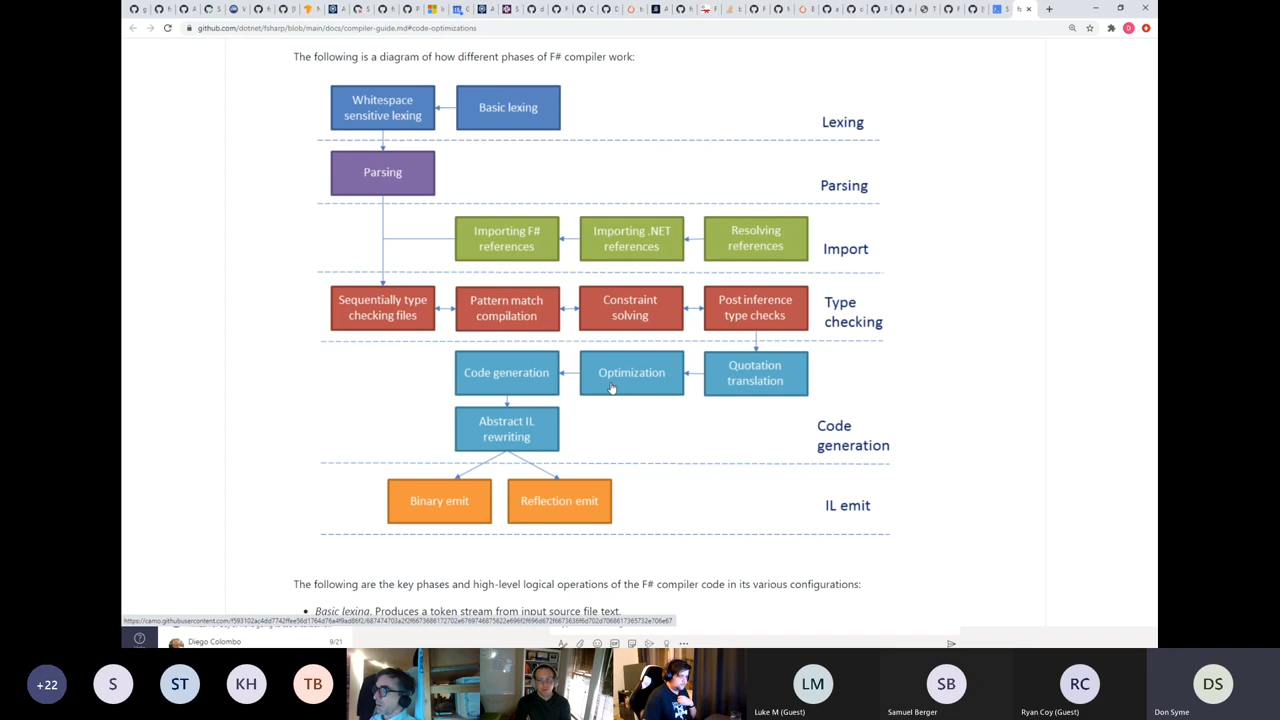 github.com/dotnet/fsharp/blob/main/docs/compiler-guide.md#code-optimizations
The following is a diagram of how different phases of F# compiler work:
Whitespace
sensitive lexing
Basic lexing
Lexing
Parsing
Parsing
Importing F#
references
Importing .NET
references
Resolving
references
Import
Sequentially type
checking files
Pattern match
compilation
Constraint
solving
Post inference
type checks
Type
checking
Code generation
Optimization
Quotation
translation
Abstract IL
rewriting
Code
generation
Binary emit
Reflection emit
IL emit
The following are the key phases and high-level logical operations of the F# compiler code in its various configurations:
• Basic lexing. Produces a token stream from input source file text.
Diego Colombo
9/21
+22
S
ST
KH
TB
LM
Luke M (Guest)
SB
Samuel Berger
RC
Ryan Coy (Guest)
DS
Don Syme